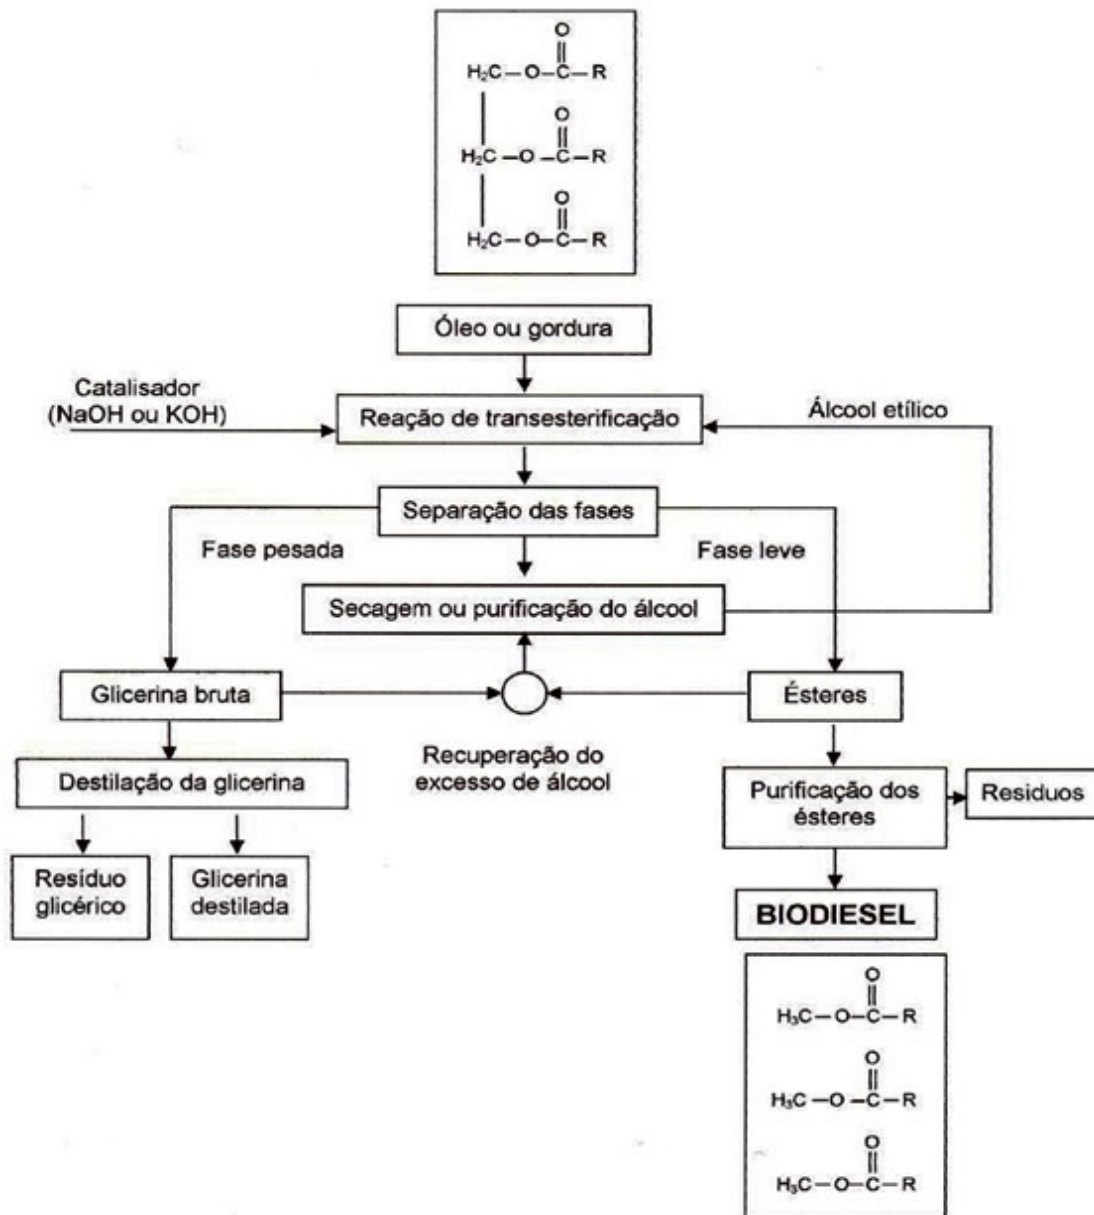 O
H₂C–O–C–R
O
H₂C–O–C–R
O
H₂C–O–C–R
Óleo ou gordura
Catalisador
(NaOH ou KOH)
Reação de transesterificação
Álcool etílico
Separação das fases
Fase pesada
Fase leve
Secagem ou purificação do álcool
Glicerina bruta
Ésteres
Recuperação do
excesso de álcool
Destilação da glicerina
Purificação dos
ésteres
Residuos
Resíduo
glicérico
Glicerina
destilada
BIODIESEL
O
H₃C–O–C–R
O
H₃C–O–C–R
O
H₃C–O–C–R